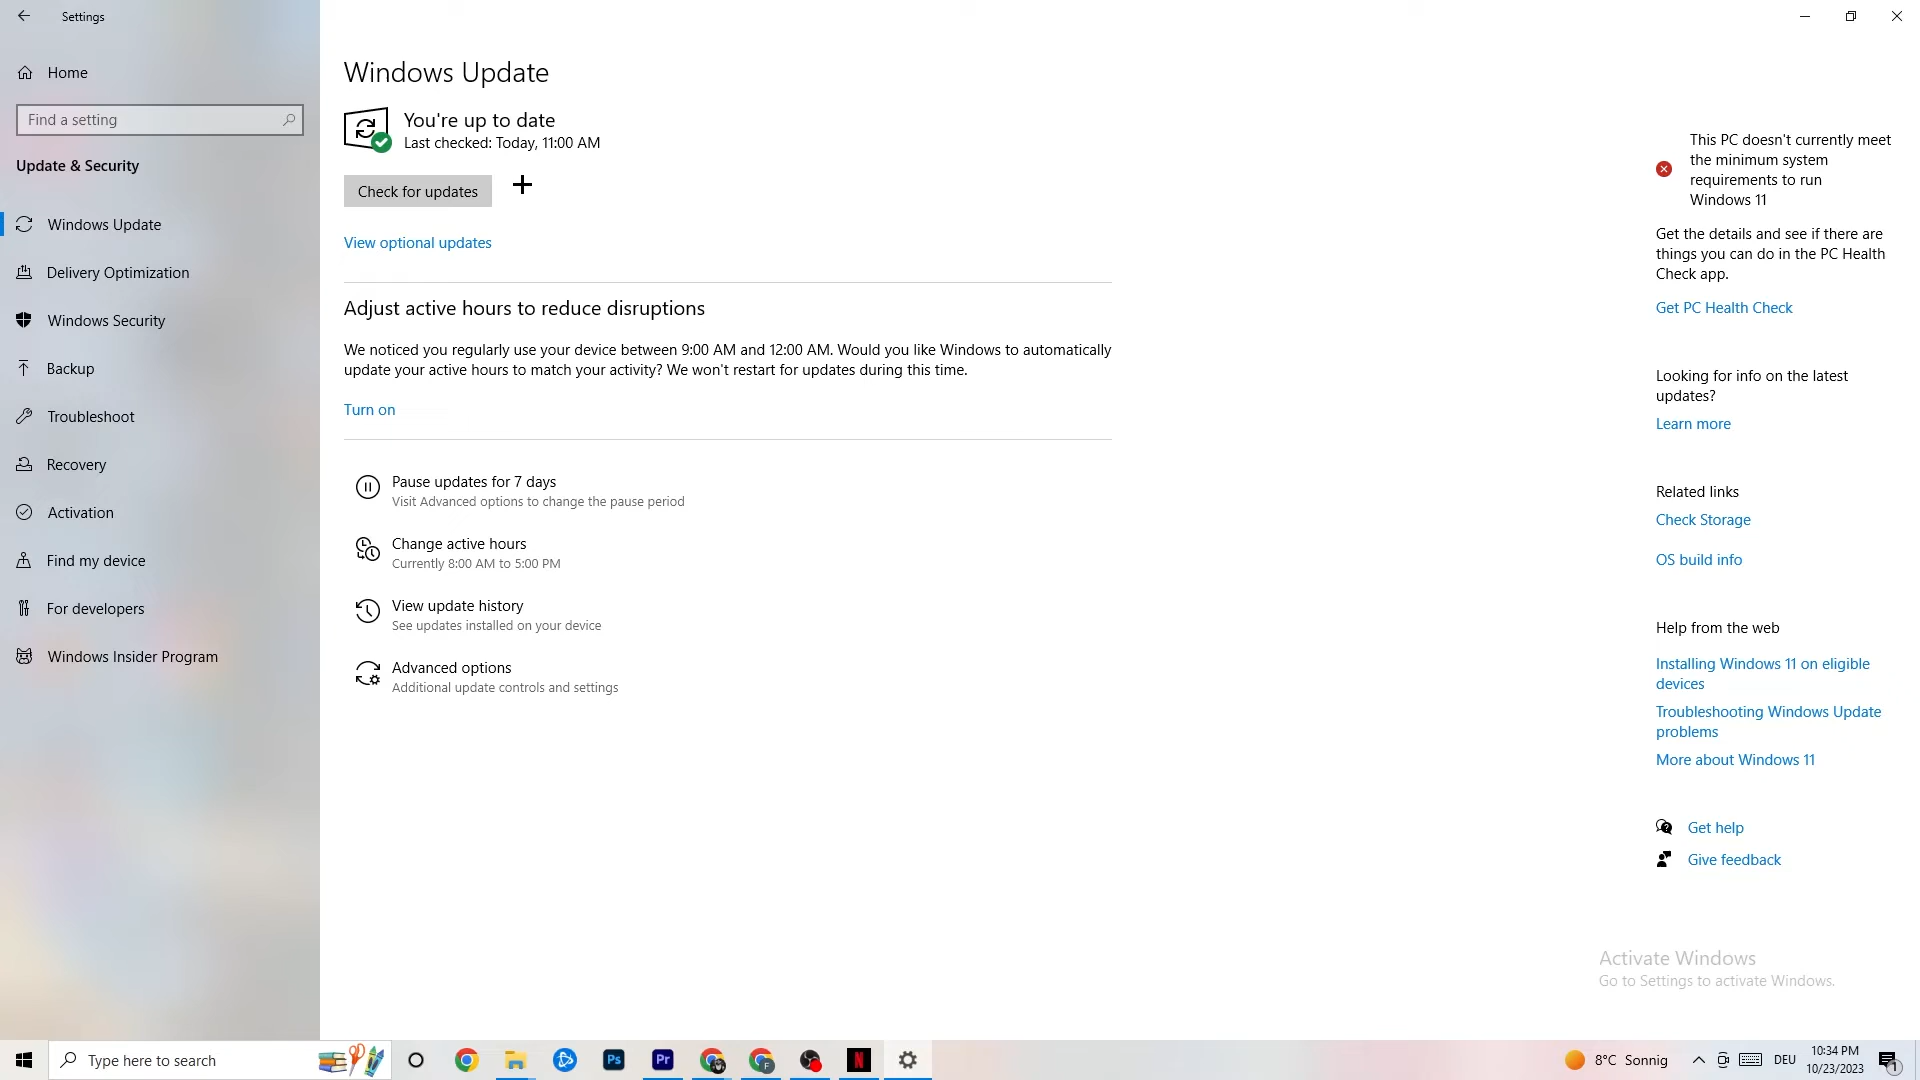 Settings
Home
Find a setting
Update & Security
Windows Update
Delivery Optimization
Windows Security
Backup
Troubleshoot
Recovery
Activation
Find my device
For developers
Windows Insider Program
Windows Update
You're up to date
Last checked: Today, 11:00 AM
Check for updates
View optional updates
Adjust active hours to reduce disruptions
We noticed you regularly use your device between 9:00 AM and 12:00 AM. Would you like Windows to automatically
update your active hours to match your activity? We won't restart for updates during this time.
Turn on
Pause updates for 7 days
Visit Advanced options to change the pause period
Change active hours
Currently 8:00 AM to 5:00 PM
View update history
See updates installed on your device
Advanced options
Additional update controls and settings
This PC doesn't currently meet
the minimum system
requirements to run
Windows 11
Get the details and see if there are
things you can do in the PC Health
Check app.
Get PC Health Check
Looking for info on the latest
updates?
Learn more
Related links
Check Storage
OS build info
Help from the web
Installing Windows 11 on eligible
devices
Troubleshooting Windows Update
problems
More about Windows 11
Get help
Give feedback
Activate Windows
Go to Settings to activate Windows.
Type here to search
Ps
Pr
F
N
8°C Sonnig
DEU
10:34 PM
10/23/2023
1